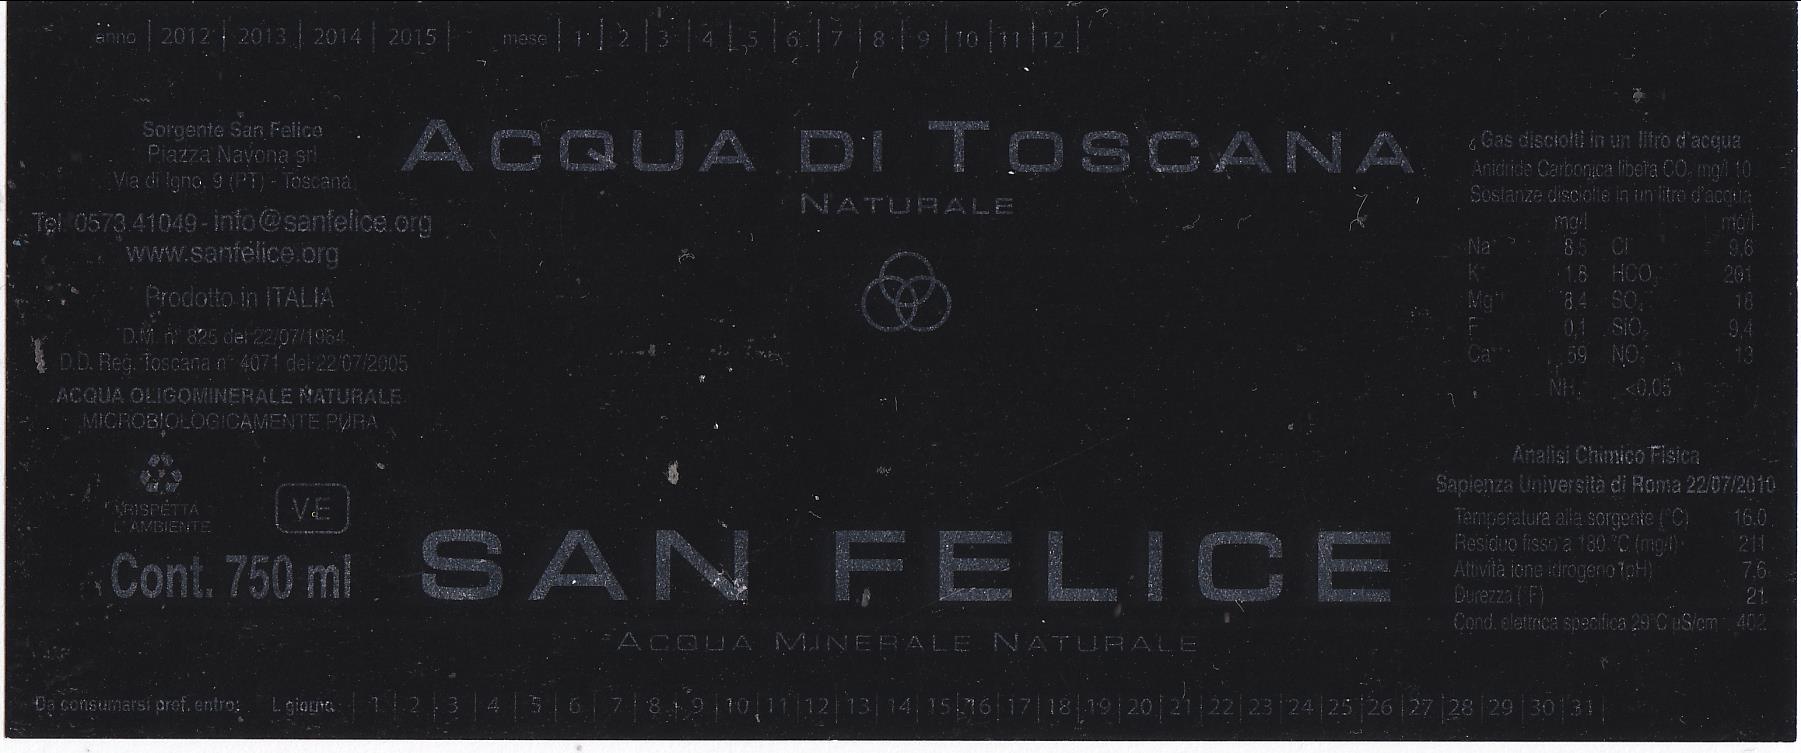 anno | 2012 | 2013 | 2014 | 2015 | mese | 1 | 2 | 3 | 4 | 5 | 6 | 7 | 8 | 9 | 10 | 11 | 12 |
Sorgente San Felice
Piazza Navona srl
Via di Igno, 9 (PT) - Toscana
Tel. 0573.41049 - info@sanfelice.org
www.sanfelice.org
Prodotto in ITALIA
D.M. n° 825 del 22/07/1964
D.D. Reg. Toscana n° 4071 del 22/07/2005
ACQUA OLIGOMINERALE NATURALE
MICROBIOLOGICAMENTE PURA
RISPETTA
L'AMBIENTE
VE
Cont. 750 ml
ACQUA DI TOSCANA
NATURALE
SAN FELICE
ACQUA MINERALE NATURALE
Gas disciolti in un litro d'acqua
Anidride Carbonica libera CO2 mg/l 10
Sostanze disciolte in un litro d'acqua
mg/l mg/l
Na+ 8.5 Cl- 9,6
K+ 1.8 HCO3- 201
Mg++ 8.4 SO4-- 16
F- 0.1 SiO2 9,4
Ca++ 59 NO3- 13
NH4+ <0.05
Analisi Chimico Fisica
Sapienza Università di Roma 22/07/2010
Temperatura alla sorgente (°C) 16.0
Residuo fisso a 180 °C (mg/l) 211
Attività ione idrogeno (pH) 7,6
Durezza (°F) 21
Cond. elettrica specifica 29°C µS/cm 402
Da consumarsi pref. entro: L giorno | 1 | 2 | 3 | 4 | 5 | 6 | 7 | 8 | 9 | 10 | 11 | 12 | 13 | 14 | 15 | 16 | 17 | 18 | 19 | 20 | 21 | 22 | 23 | 24 | 25 | 26 | 27 | 28 | 29 | 30 | 31 |